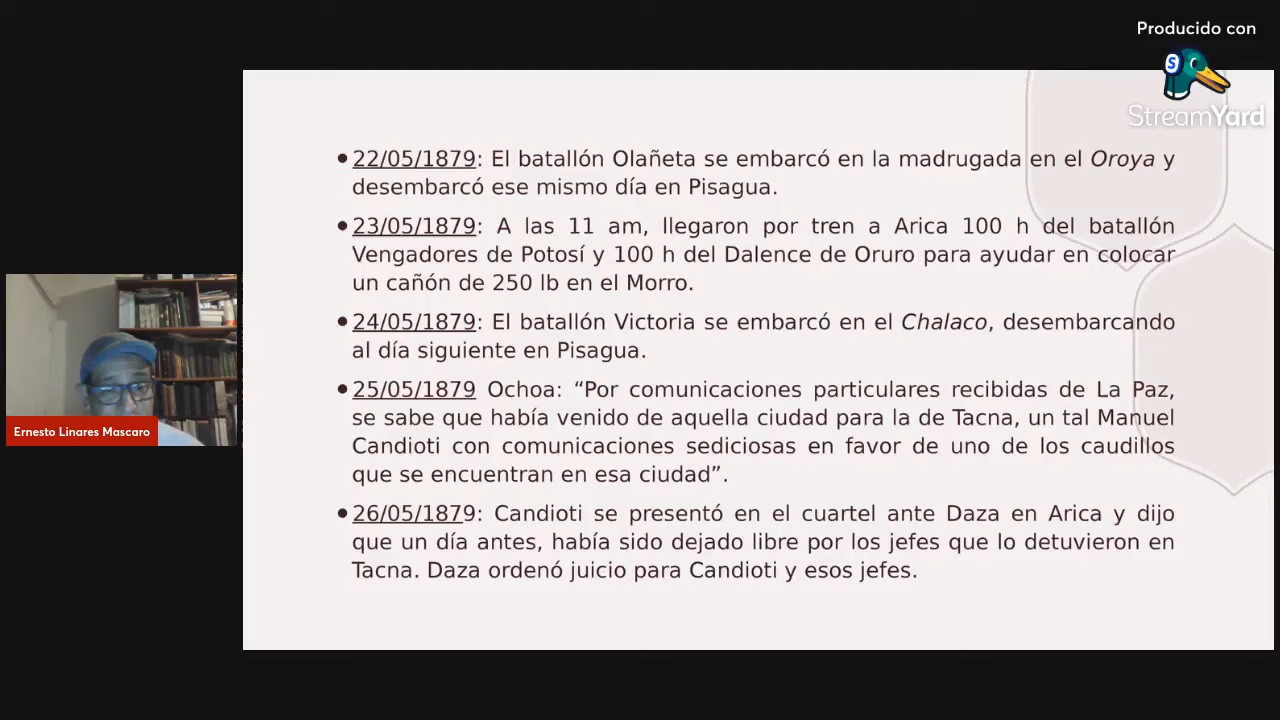 Producido con
StreamYard
• 22/05/1879: El batallón Olañeta se embarcó en la madrugada en el Oroya y
desembarcó ese mismo día en Pisagua.
• 23/05/1879: A las 11 am, llegaron por tren a Arica 100 h del batallón
Vengadores de Potosí y 100 h del Dalence de Oruro para ayudar en colocar
un cañón de 250 lb en el Morro.
• 24/05/1879: El batallón Victoria se embarcó en el Chalaco, desembarcando
al día siguiente en Pisagua.
• 25/05/1879 Ochoa: “Por comunicaciones particulares recibidas de La Paz,
se sabe que había venido de aquella ciudad para la de Tacna, un tal Manuel
Candioti con comunicaciones sediciosas en favor de uno de los caudillos
que se encuentran en esa ciudad”.
• 26/05/1879: Candioti se presentó en el cuartel ante Daza en Arica y dijo
que un día antes, había sido dejado libre por los jefes que lo detuvieron en
Tacna. Daza ordenó juicio para Candioti y esos jefes.
Ernesto Linares Mascaro